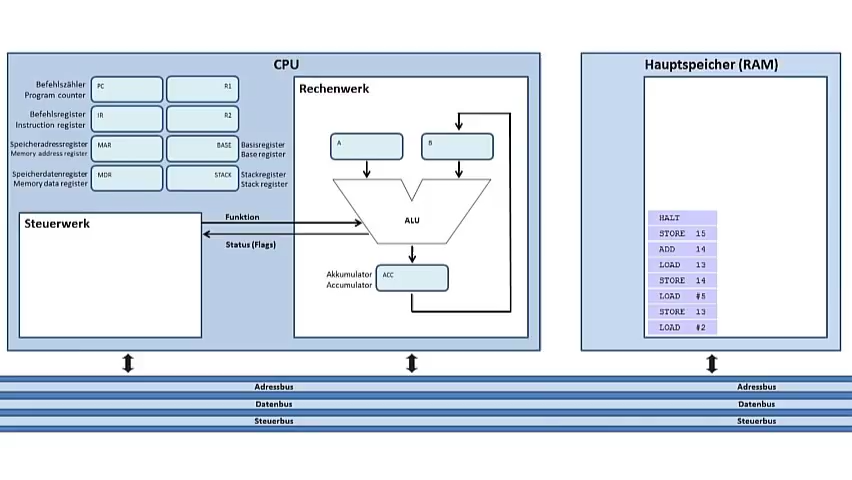 CPU
Befehlszähler
Program counter
PC
R1
Befehlsregister
Instruction register
IR
R2
Speicheradressregister
Memory address register
MAR
BASE
Basisregister
Base register
Speicherdatenregister
Memory data register
MDR
STACK
Stackregister
Stack register
Steuerwerk
Funktion
Status (Flags)
Rechenwerk
A
B
ALU
Akkumulator
Accumulator
ACC
Hauptspeicher (RAM)
HALT
STORE 15
ADD 14
LOAD 13
STORE 14
LOAD #5
STORE 13
LOAD #2
Adressbus Adressbus
Datenbus Datenbus
Steuerbus Steuerbus